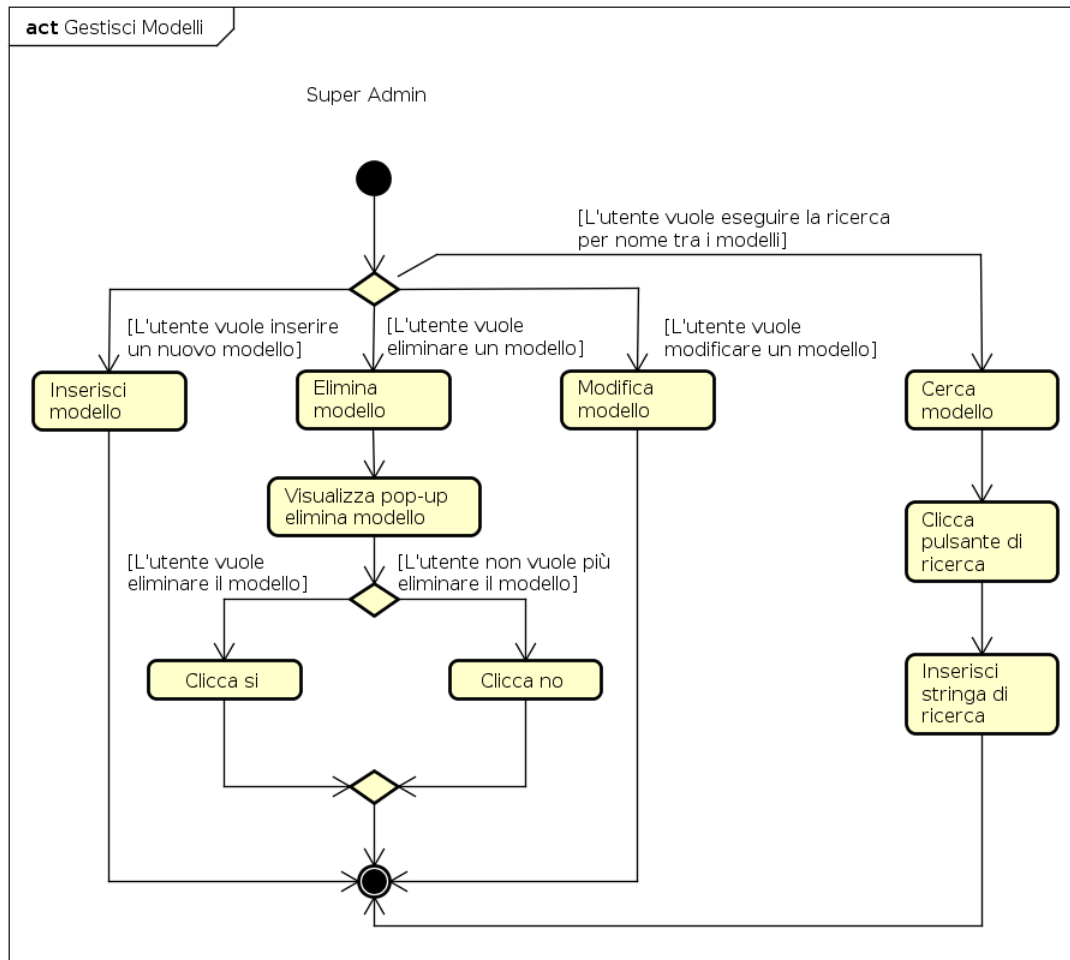 act Gestisci Modelli
Super Admin
[L'utente vuole eseguire la ricerca
per nome tra i modelli]
[L'utente vuole inserire
un nuovo modello]
[L'utente vuole
eliminare un modello]
[L'utente vuole
modificare un modello]
Inserisci
modello
Elimina
modello
Modifica
modello
Cerca
modello
Visualizza pop-up
elimina modello
Clicca
pulsante di
ricerca
[L'utente vuole
eliminare il modello]
[L'utente non vuole più
eliminare il modello]
Clicca si
Clicca no
Inserisci
stringa di
ricerca